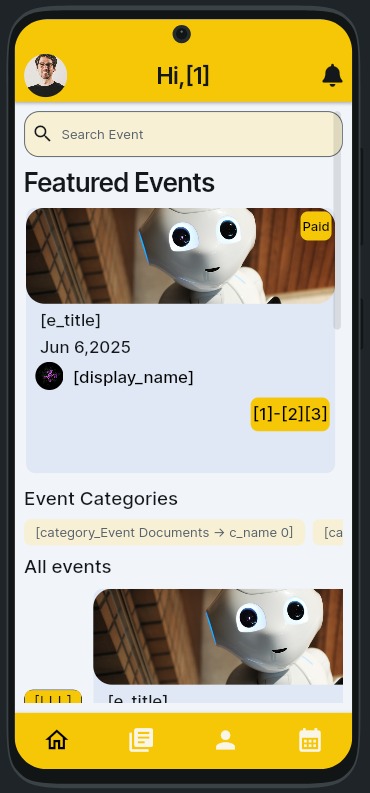 Hi,[1]
Search Event
Featured Events
Paid
[e_title]
Jun 6,2025
[display_name]
[1]-[2][3]
Event Categories
[category_Event Documents → c_name 0] [ca
All events
[e_title]